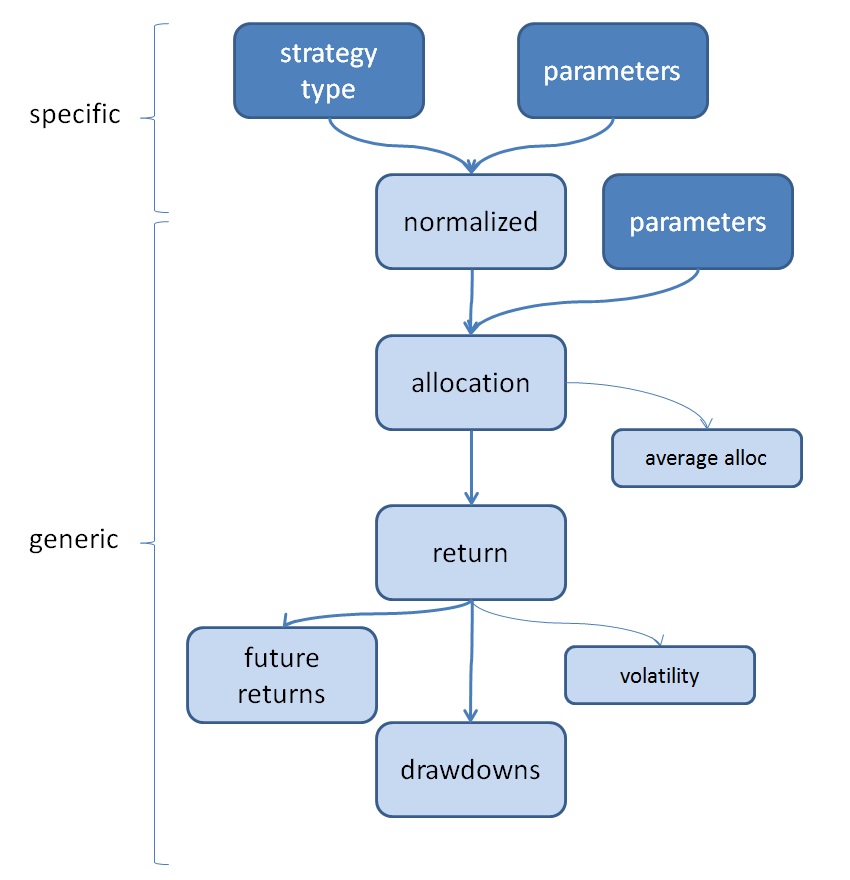 strategy
type
parameters
specific
normalized
parameters
allocation
average alloc
generic
return
future
returns
volatility
drawdowns